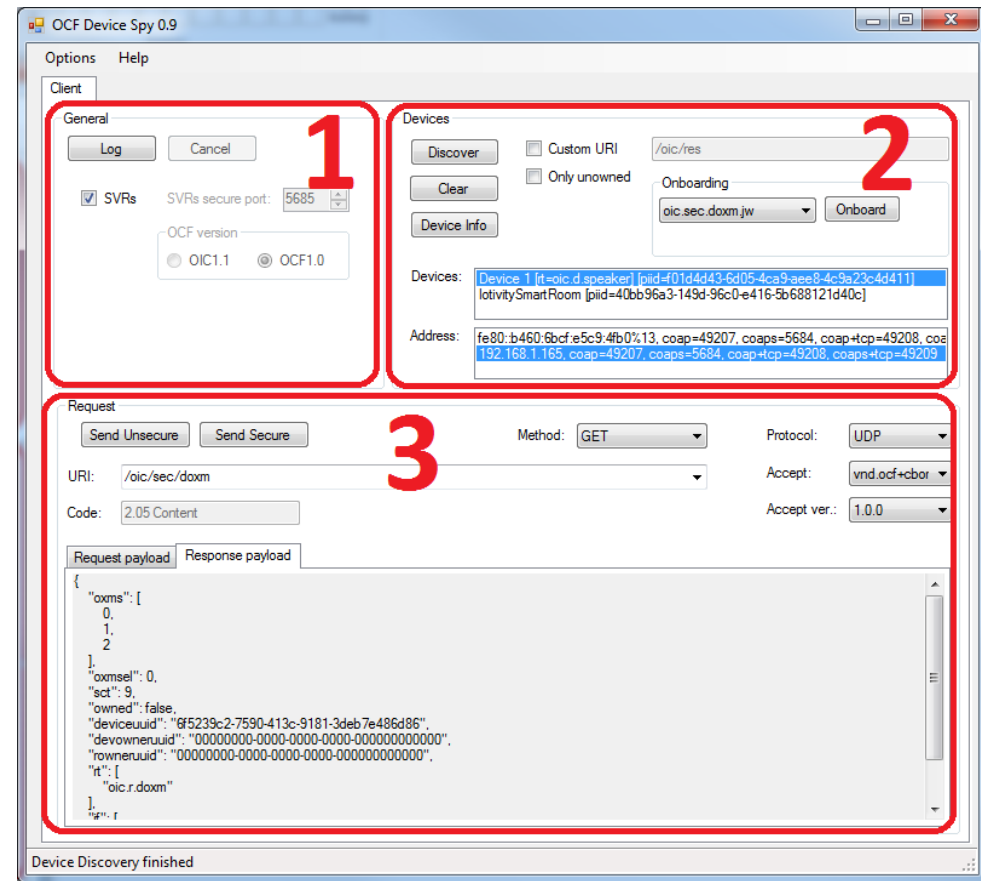 OCF Device Spy 0.9
Options Help
Client
General
Log Cancel
SVRs SVRs secure port: 5685
OCF version
OIC1.1 OCF1.0
1
Devices
Discover Custom URI /oic/res
Clear Only unowned
Onboarding
oic.sec.doxm.jw Onboard
Device Info
Devices: Device 1 [rt=oic.d.speaker] [piid=f01d4d43-6d05-4ca9-aee8-4c9a23c4d411]
IotivitySmartRoom [piid=40bb96a3-149d-96c0-e416-5b688121d40c]
Address: fe80::b460:6bcf:e5c9:4fb0%13, coap=49207, coaps=5684, coap+tcp=49208, coa
192.168.1.165, coap=49207, coaps=5684, coap+tcp=49208, coaps+tcp=49209
2
Request
Send Unsecure Send Secure Method: GET Protocol: UDP
URI: /oic/sec/doxm Accept: vnd.ocf+cbor
Code: 2.05 Content Accept ver.: 1.0.0
3
Request payload Response payload
{
"oxms": [
0,
1,
2
],
"oxmsel": 0,
"sct": 9,
"owned": false,
"deviceuuid": "6f5239c2-7590-413c-9181-3deb7e486d86",
"devowneruuid": "00000000-0000-0000-0000-000000000000",
"rowneruuid": "00000000-0000-0000-0000-000000000000",
"rt": [
"oic.r.doxm"
],
"if": [
Device Discovery finished